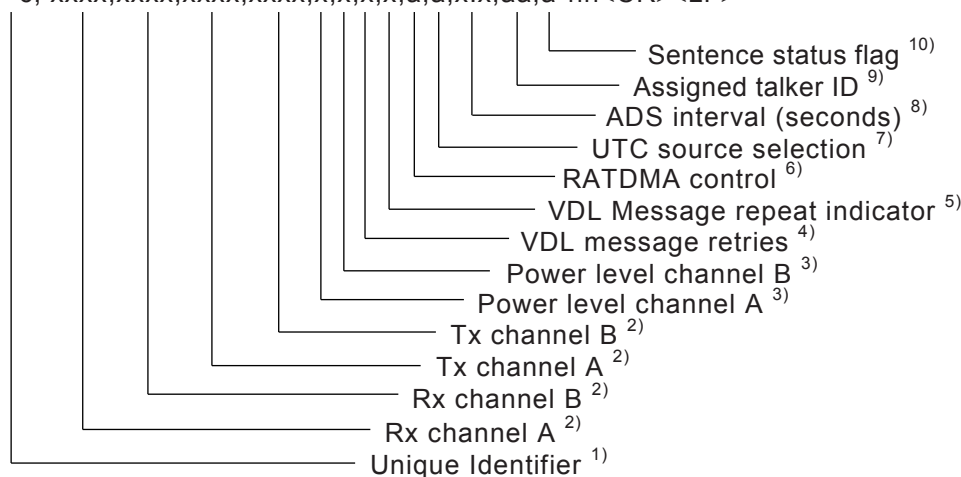 xxxx,xxxx,xxxx,xxxx,x,x,x,x,a,a,x.x,aa,a*hh<CR><LF>
Sentence status flag 10)
Assigned talker ID 9)
ADS interval (seconds) 8)
UTC source selection 7)
RATDMA control 6)
VDL Message repeat indicator 5)
VDL message retries 4)
Power level channel B 3)
Power level channel A 3)
Tx channel B 2)
Tx channel A 2)
Rx channel B 2)
Rx channel A 2)
Unique Identifier 1)